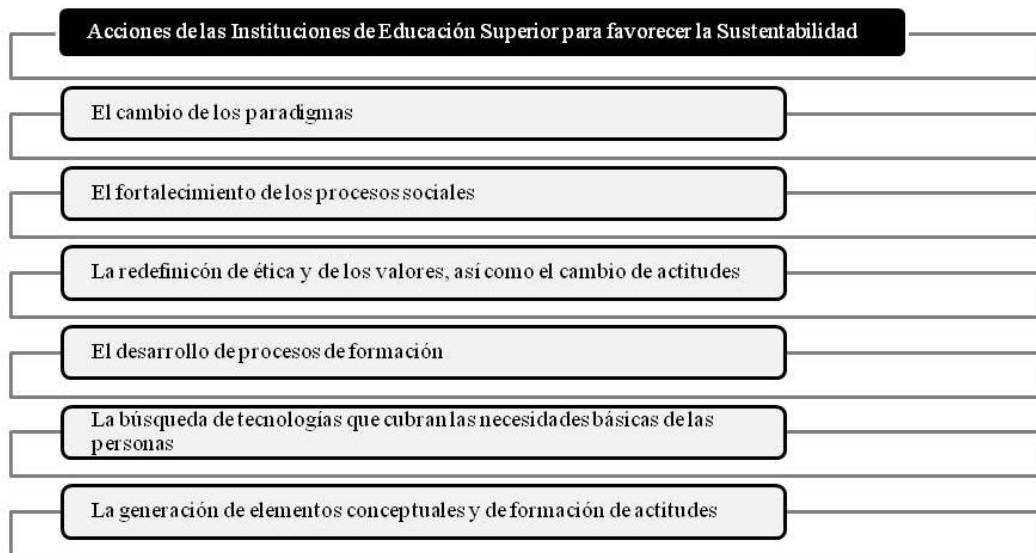 Acciones de las Instituciones de Educación Superior para favorecer la Sustentabilidad
El cambio de los paradigmas
El fortalecimiento de los procesos sociales
La redefinicón de ética y de los valores, así como el cambio de actitudes
El desarrollo de procesos de formación
La búsqueda de tecnologías que cubran las necesidades básicas de las
personas
La generación de elementos conceptuales y de formación de actitudes